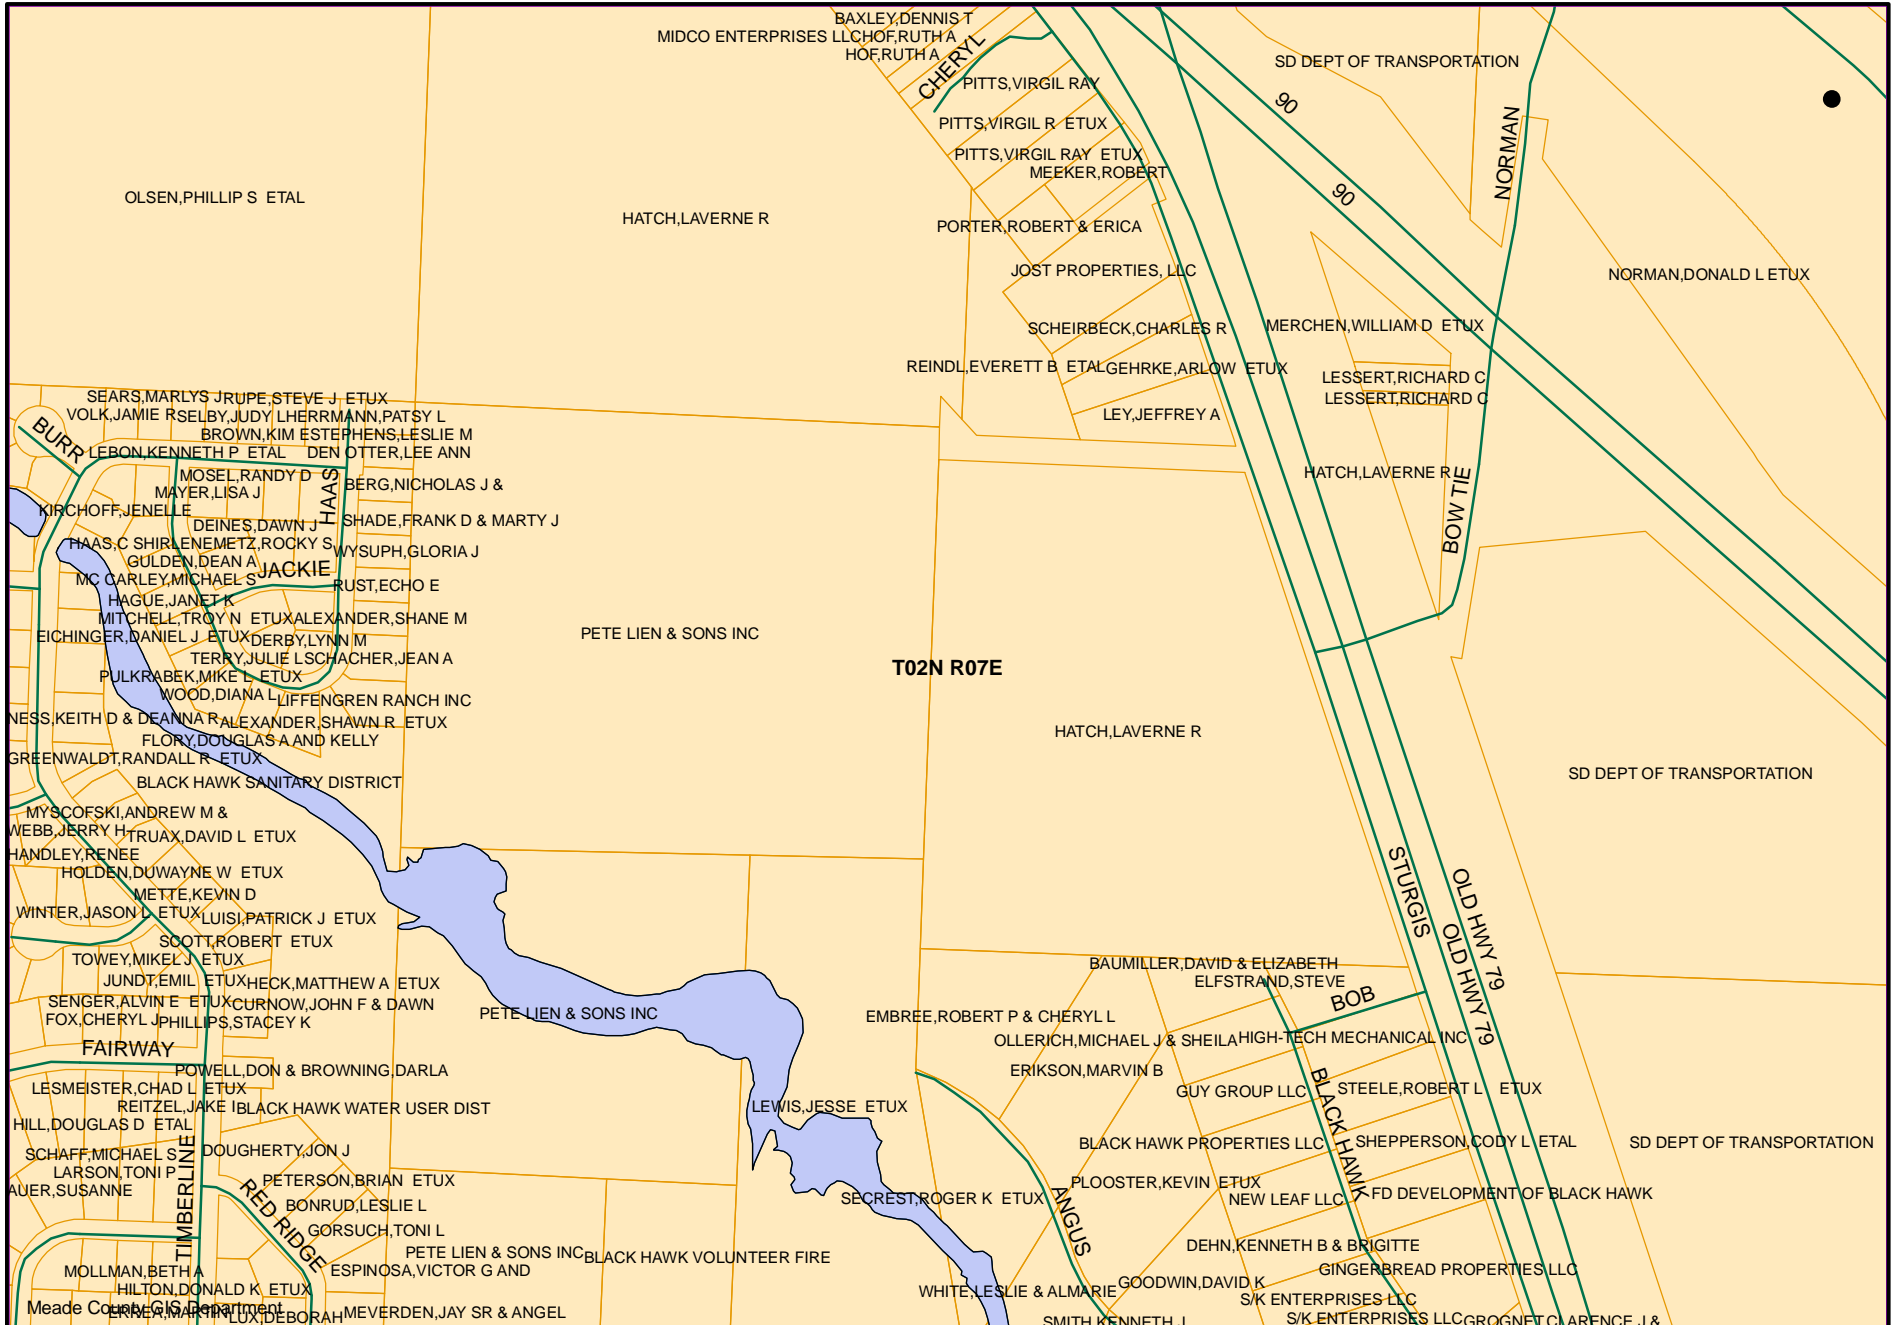 BAXLEY,DENNIS T
MIDCO ENTERPRISES LLC
HOF,RUTH A
HOF,RUTH A
CHERYL
SD DEPT OF TRANSPORTATION
PITTS,VIRGIL RAY
90
PITTS,VIRGIL R ETUX
NORMAN
PITTS,VIRGIL RAY ETUX
MEEKER,ROBERT
90
OLSEN,PHILLIP S ETAL
HATCH,LAVERNE R
PORTER,ROBERT & ERICA
JOST PROPERTIES, LLC
NORMAN,DONALD L ETUX
SCHEIRBECK,CHARLES R
MERCHEN,WILLIAM D ETUX
REINDL,EVERETT B ETAL
GEHRKE,ARLOW ETUX
LESSERT,RICHARD C
LESSERT,RICHARD C
LEY,JEFFREY A
SEARS,MARLYS J
RUPE,STEVE J ETUX
VOLK,JAMIE R
SELBY,JUDY L
HERRMANN,PATSY L
BURR
BROWN,KIM E
STEPHENS,LESLIE M
LEBON,KENNETH P ETAL
DEN OTTER,LEE ANN
HATCH,LAVERNE R
MOSEL,RANDY D
HAAS
BERG,NICHOLAS J &
MAYER,LISA J
BOW TIE
KIRCHOFF,JENELLE
DEINES,DAWN J
SHADE,FRANK D & MARTY J
HAAS,C SHIRLENE
METZ,ROCKY S
WYSUPH,GLORIA J
GULDEN,DEAN A
JACKIE
MC CARLEY,MICHAEL S
RUST,ECHO E
HAGUE,JANET K
MITCHELL,TROY N ETUX
ALEXANDER,SHANE M
EICHINGER,DANIEL J ETUX
DERBY,LYNN M
PETE LIEN & SONS INC
TERRY,JULIE L
SCHACHER,JEAN A
T02N R07E
PULKRABEK,MIKE L ETUX
WOOD,DIANA L
LIFFENGREN RANCH INC
NESS,KEITH D & DEANNA R
ALEXANDER,SHAWN R ETUX
FLORY,DOUGLAS A AND KELLY
HATCH,LAVERNE R
GREENWALDT,RANDALL R ETUX
SD DEPT OF TRANSPORTATION
BLACK HAWK SANITARY DISTRICT
MYSCOFSKI,ANDREW M &
WEBB,JERRY H
TRUAX,DAVID L ETUX
HANDLEY,RENEE
HOLDEN,DUWAYNE W ETUX
METTE,KEVIN D
STURGIS
OLD HWY 79
WINTER,JASON L ETUX
LUISI,PATRICK J ETUX
OLD HWY 79
SCOTT,ROBERT ETUX
TOWEY,MIKEL J ETUX
BAUMILLER,DAVID & ELIZABETH
JUNDT,EMIL ETUX
HECK,MATTHEW A ETUX
ELFSTRAND,STEVE
SENGER,ALVIN E ETUX
CURNOW,JOHN F & DAWN
BOB
FOX,CHERYL J
PHILLIPS,STACEY K
PETE LIEN & SONS INC
EMBREE,ROBERT P & CHERYL L
FAIRWAY
OLLERICH,MICHAEL J & SHEILA
HIGH-TECH MECHANICAL INC
POWELL,DON & BROWNING,DARLA
ERIKSON,MARVIN B
LESMEISTER,CHAD L ETUX
GUY GROUP LLC
STEELE,ROBERT L ETUX
REITZEL,JAKE I
BLACK HAWK WATER USER DIST
LEWIS,JESSE ETUX
BLACK HAWK
HILL,DOUGLAS D ETAL
TIMBERLINE
DOUGHERTY,JON J
BLACK HAWK PROPERTIES LLC
SHEPPERSON,CODY L ETAL
SD DEPT OF TRANSPORTATION
SCHAFF,MICHAEL S
LARSON,TONI P
PETERSON,BRIAN ETUX
PLOOSTER,KEVIN ETUX
AUER,SUSANNE
RED RIDGE
BONRUD,LESLIE L
SECREST,ROGER K ETUX
ANGUS
NEW LEAF LLC
FD DEVELOPMENT OF BLACK HAWK
GORSUCH,TONI L
PETE LIEN & SONS INC
BLACK HAWK VOLUNTEER FIRE
DEHN,KENNETH B & BRIGITTE
MOLLMAN,BETH A
ESPINOSA,VICTOR G AND
GINGERBREAD PROPERTIES,LLC
HILTON,DONALD K ETUX
WHITE,LESLIE & ALMARIE
GOODWIN,DAVID K
S/K ENTERPRISES LLC
Meade County GIS Department
ERREA,MARTIN
LUX,DEBORAH
MEVERDEN,JAY SR & ANGEL
SMITH,KENNETH J
S/K ENTERPRISES LLC
GROGNET,CLARENCE J &